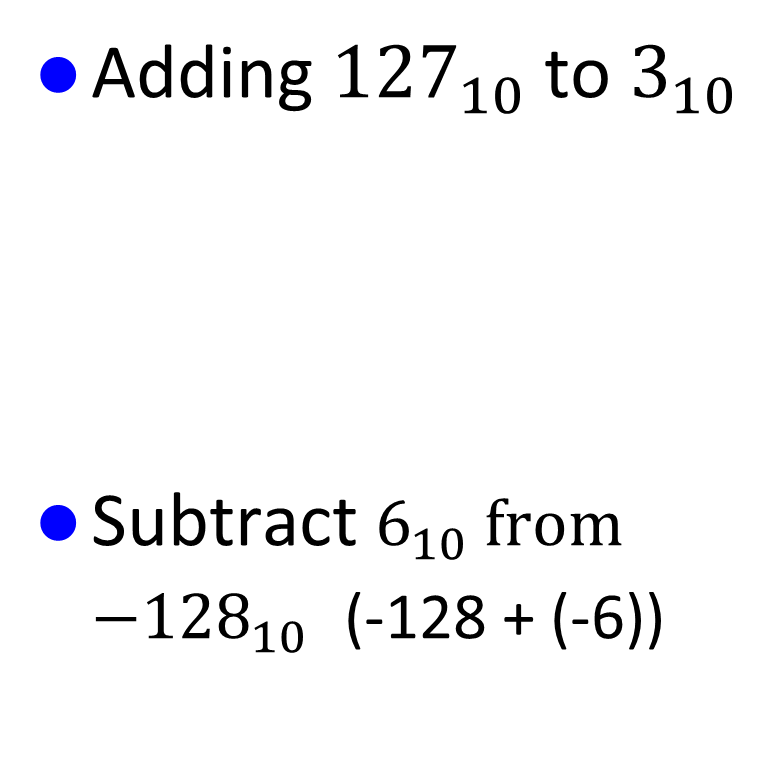 • Adding 127₁₀ to 3₁₀
• Subtract 6₁₀ from
−128₁₀ (-128 + (-6))